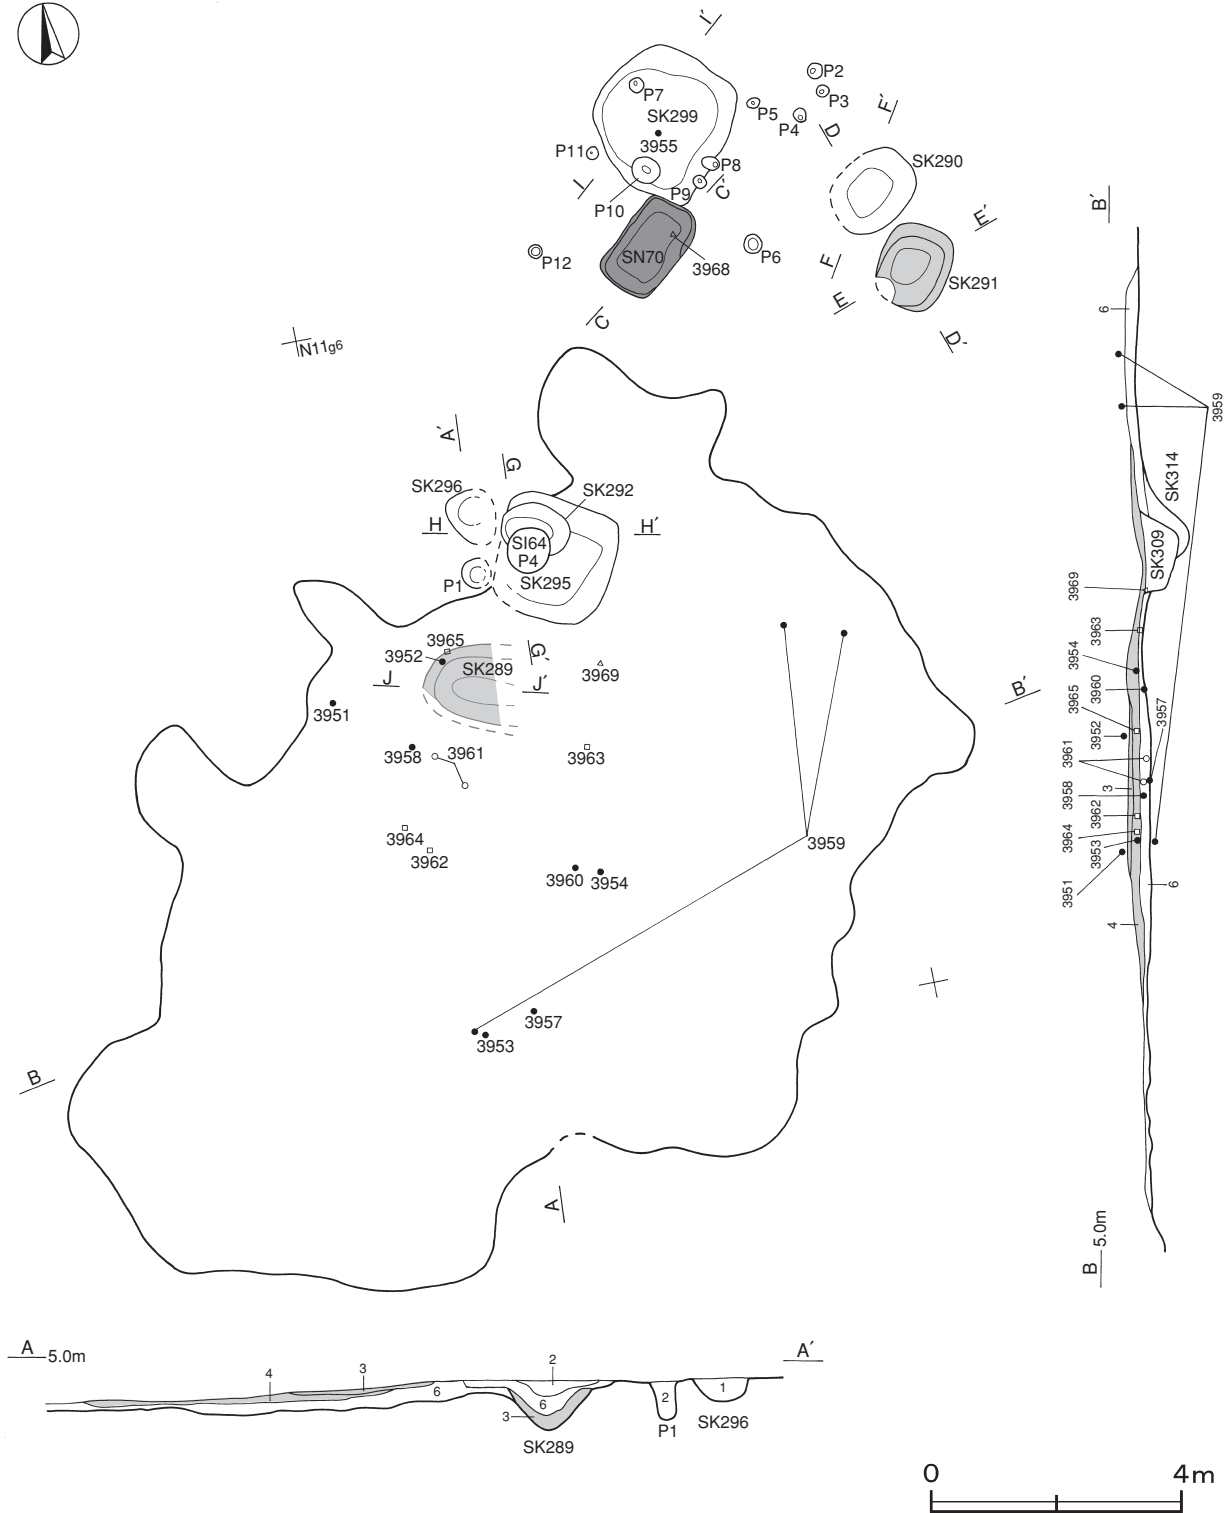 I′
P2
P3
P7
P5
P4
F′
SK299
3955
D
P11
P8
SK290
I
P9
C′
P10
B′
E′
SN70
3968
P6
P12
F
SK291
E
C
D′
N11g6
6
3959
A′
G
SK296
SK292
SK314
H
H′
SI64
P4
SK309
P1
SK295
3969
3965
3952
SK289
G′
3963
3954
J
J′
3969
3960
B′
3965
3957
3951
3952
3958
3961
3963
3961
3
3958
3962
3964
3962
3959
3964
3953
3960
3954
3951
6
4
3957
3953
B
A
5.0m
B
A
5.0m
A′
4
3
2
6
6
3
2
1
P1
SK296
SK289
0
4m